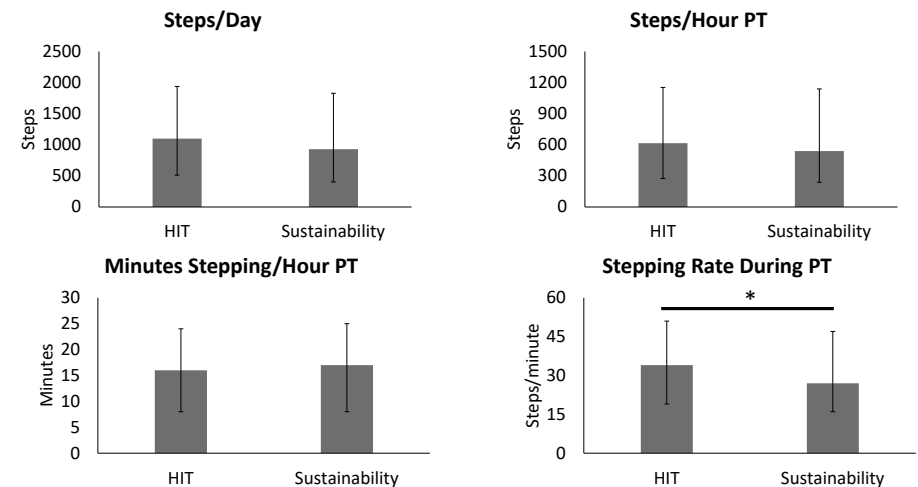 Steps/Day
2500
2000
1500
1000
500
0
Steps
HIT
Sustainability
Steps/Hour PT
1500
1200
900
600
300
0
Steps
HIT
Sustainability
Minutes Stepping/Hour PT
30
25
20
15
10
5
0
Minutes
HIT
Sustainability
Stepping Rate During PT
60
45
30
15
0
Steps/minute
*
HIT
Sustainability